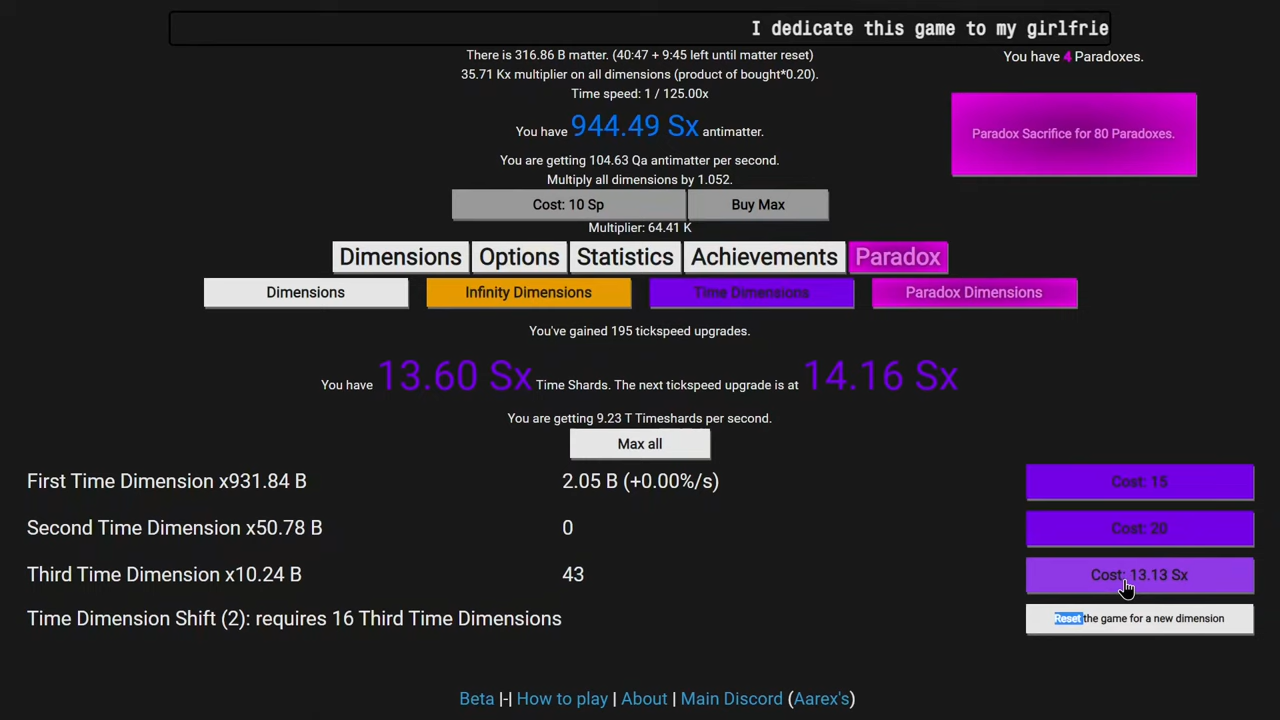 I dedicate this game to my girlfrie
There is 316.86 B matter. (40:47 + 9:45 left until matter reset)
You have 4 Paradoxes.
35.71 Kx multiplier on all dimensions (product of bought*0.20).
Time speed: 1 / 125.00x
You have 944.49 Sx antimatter.
Paradox Sacrifice for 80 Paradoxes.
You are getting 104.63 Qa antimatter per second.
Multiply all dimensions by 1.052.
Cost: 10 Sp Buy Max
Multiplier: 64.41 K
Dimensions Options Statistics Achievements Paradox
Dimensions Infinity Dimensions Time Dimensions Paradox Dimensions
You've gained 195 tickspeed upgrades.
You have 13.60 Sx Time Shards. The next tickspeed upgrade is at 14.16 Sx
You are getting 9.23 T Timeshards per second.
Max all
First Time Dimension x931.84 B 2.05 B (+0.00%/s) Cost: 15
Second Time Dimension x50.78 B 0 Cost: 20
Third Time Dimension x10.24 B 43 Cost: 13.13 Sx
Time Dimension Shift (2): requires 16 Third Time Dimensions Reset the game for a new dimension
Beta |-| How to play | About | Main Discord (Aarex's)